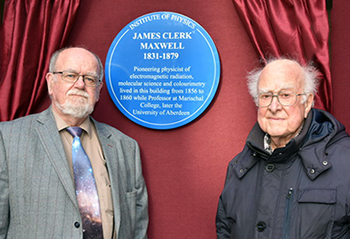 INSTITUTE OF PHYSICS
JAMES CLERK
MAXWELL
1831-1879
Pioneering physicist of
electromagnetic radiation,
molecular science and colourimetry
lived in this building from 1856 to
1860 while Professor at Marischal
College, later the
University of Aberdeen